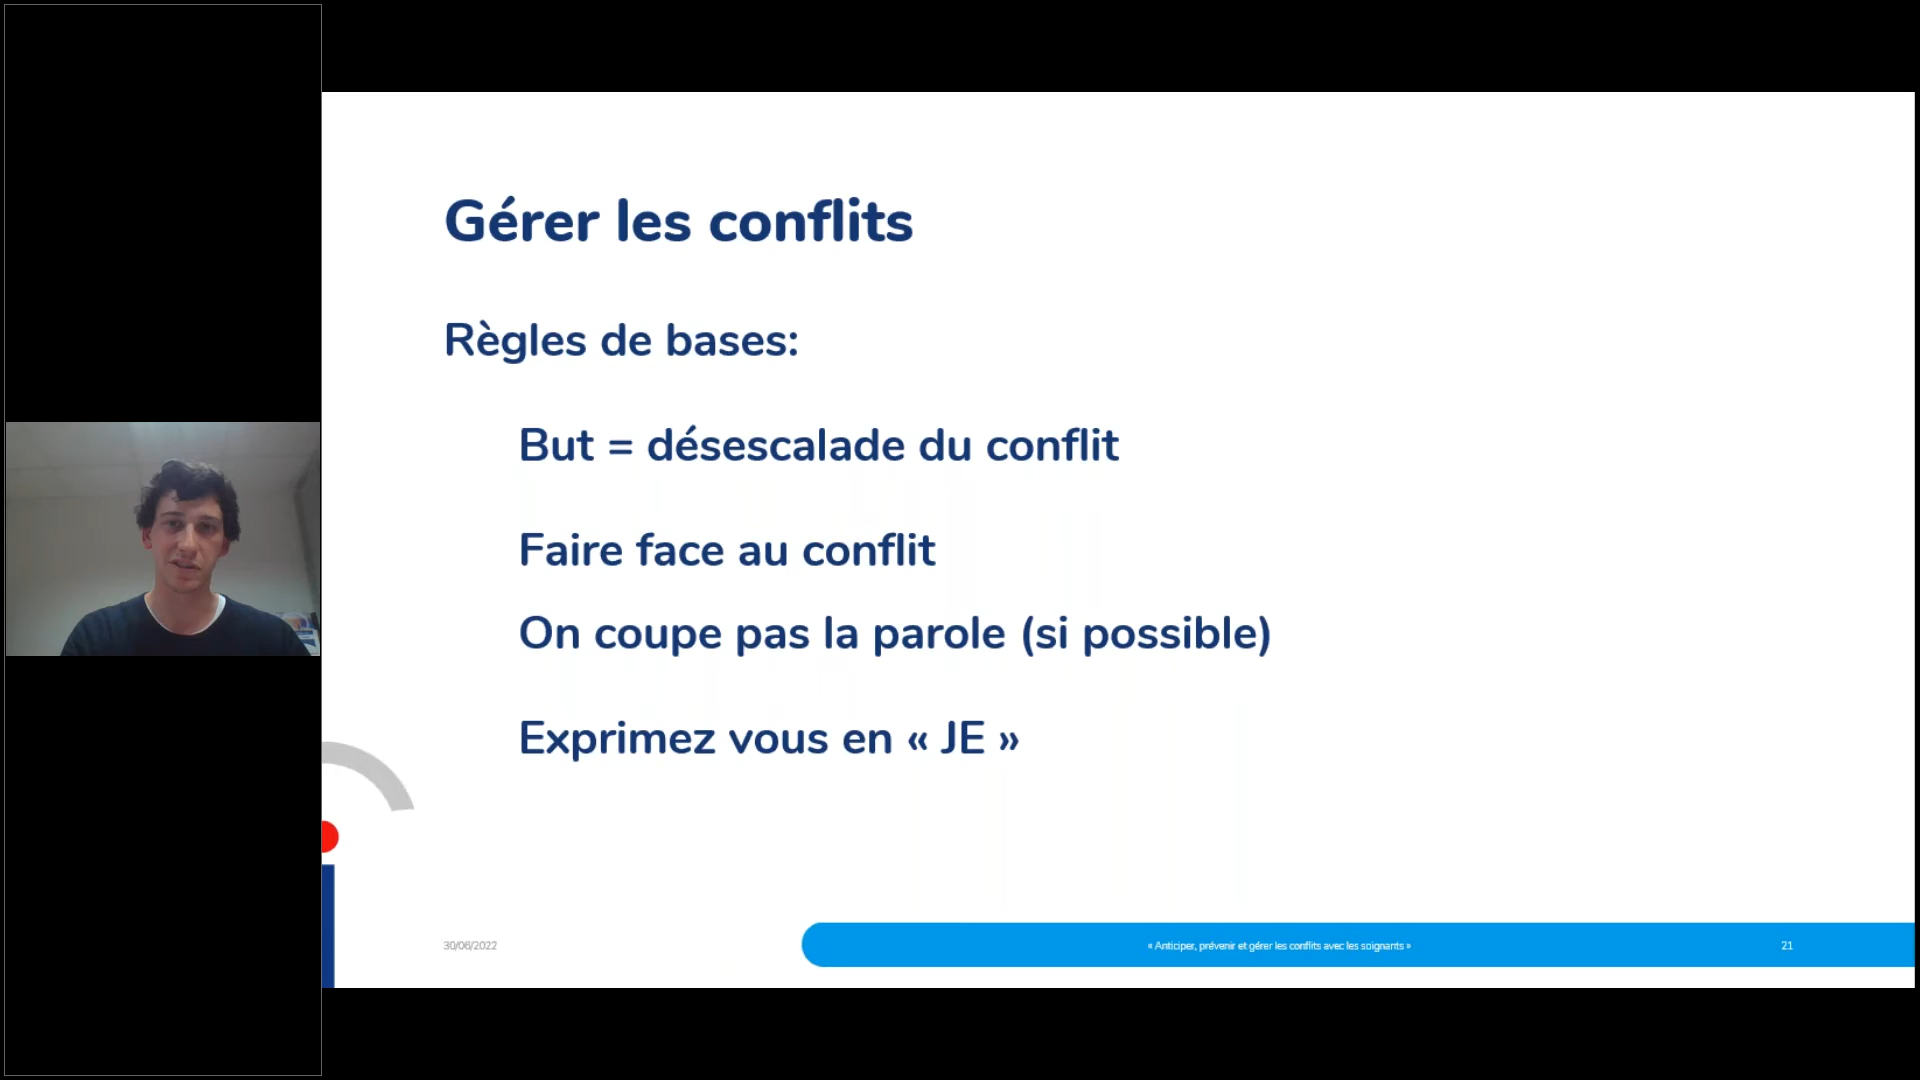 Gérer les conflits
Règles de bases:
But = désescalade du conflit
Faire face au conflit
On coupe pas la parole (si possible)
Exprimez vous en « JE »
30/06/2022
« Anticiper, prévenir et gérer les conflits avec les soignants »
21